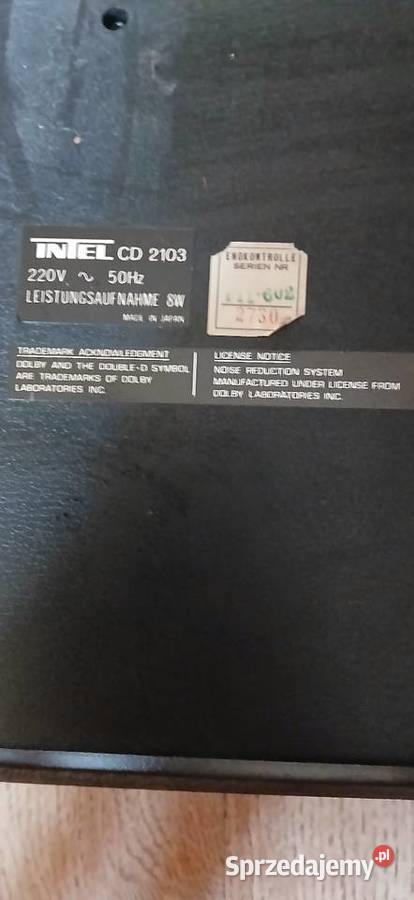 INTEL CD 2103
220V ~ 50Hz
LEISTUNGSAUFNAHME 8W
MADE IN JAPAN
ENDKONTROLLE
SERIEN NR
602
2730
TRADEMARK ACKNOWLEDGMENT
DOLBY AND THE DOUBLE-D SYMBOL
ARE TRADEMARKS OF DOLBY
LABORATORIES INC.
LICENSE NOTICE
NOISE REDUCTION SYSTEM
MANUFACTURED UNDER LICENSE FROM
DOLBY LABORATORIES INC.
Sprzedajemy.pl